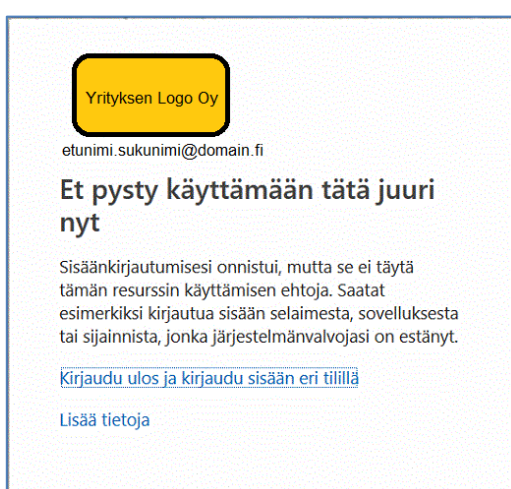 Yrityksen Logo Oy
etunimi.sukunimi@domain.fi
Et pysty käyttämään tätä juuri
nyt
Sisäänkirjautumisesi onnistui, mutta se ei täytä
tämän resurssin käyttämisen ehtoja. Saatat
esimerkiksi kirjautua sisään selaimesta, sovelluksesta
tai sijainnista, jonka järjestelmänvalvojasi on estänyt.
Kirjaudu ulos ja kirjaudu sisään eri tilillä
Lisää tietoja